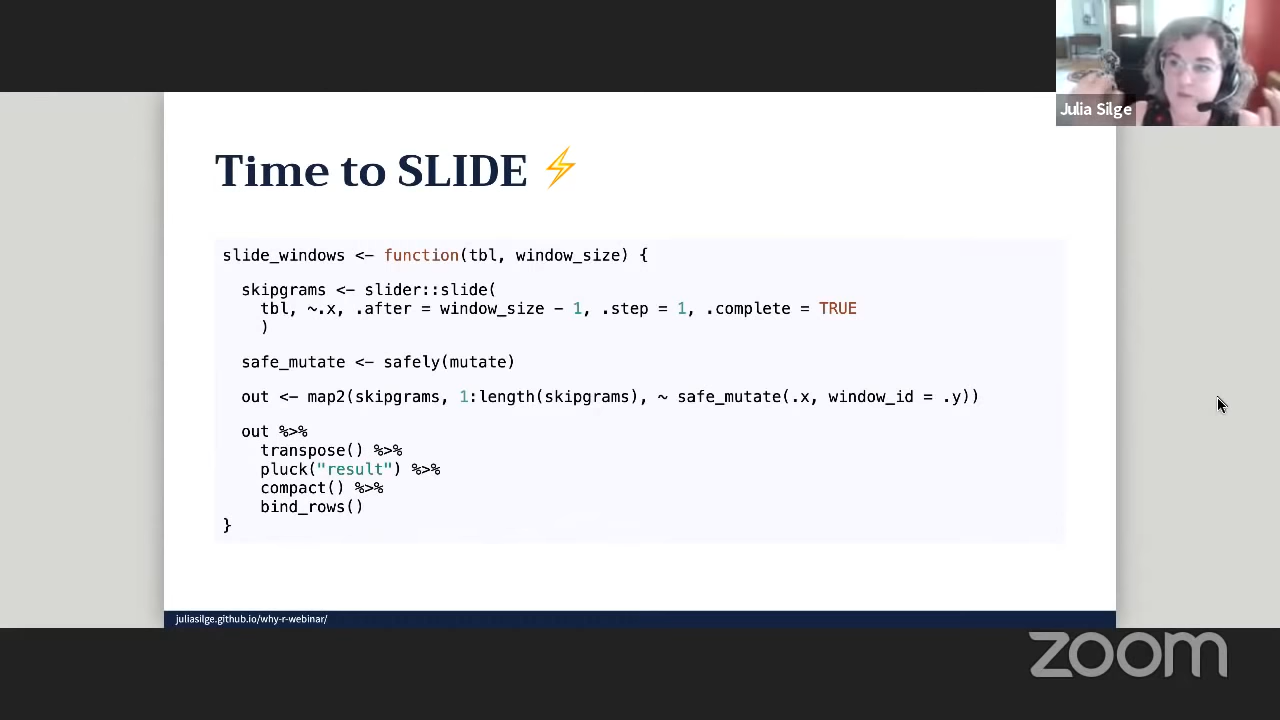 Julia Silge
Time to SLIDE ⚡
slide_windows <- function(tbl, window_size) {
skipgrams <- slider::slide(
tbl, ~.x, .after = window_size - 1, .step = 1, .complete = TRUE
)
safe_mutate <- safely(mutate)
out <- map2(skipgrams, 1:length(skipgrams), ~ safe_mutate(.x, window_id = .y))
out %>%
transpose() %>%
pluck("result") %>%
compact() %>%
bind_rows()
}
juliasilge.github.io/why-r-webinar/
zoom